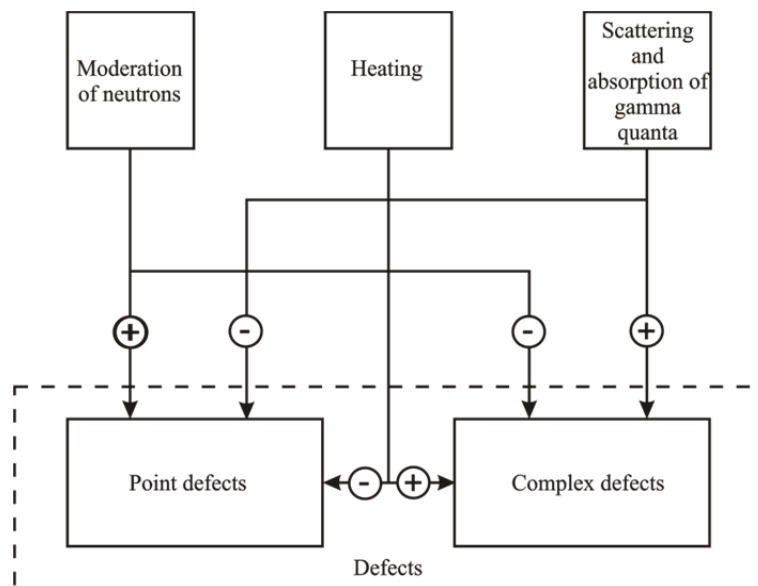 Moderation
of neutrons
Heating
Scattering
and
absorption of
gamma
quanta
+
-
-
+
Point defects
-
+
Complex defects
Defects